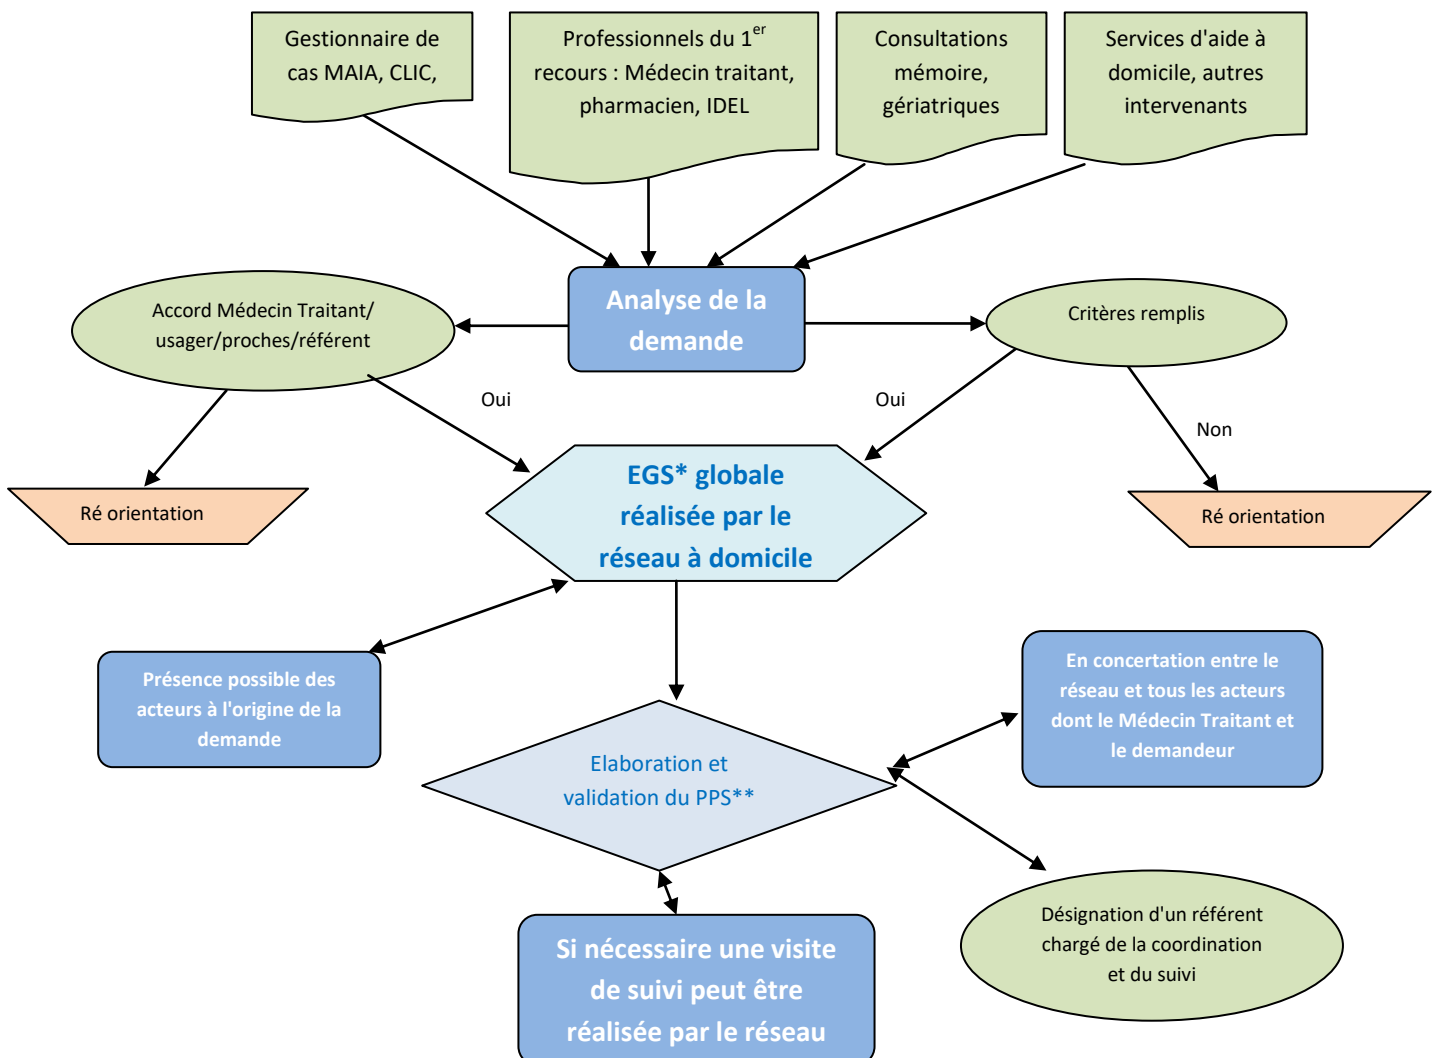 Gestionnaire de
cas MAIA, CLIC,
Professionnels du 1er
recours : Médecin traitant,
pharmacien, IDEL
Consultations
mémoire,
gériatriques
Services d'aide à
domicile, autres
intervenants
Analyse de la
demande
Accord Médecin Traitant/
usager/proches/référent
Critères remplis
Oui
Oui
Non
Ré orientation
EGS* globale
réalisée par le
réseau à domicile
Ré orientation
Présence possible des
acteurs à l'origine de la
demande
En concertation entre le
réseau et tous les acteurs
dont le Médecin Traitant et
le demandeur
Elaboration et
validation du PPS**
Désignation d'un référent
chargé de la coordination
et du suivi
Si nécessaire une visite
de suivi peut être
réalisée par le réseau